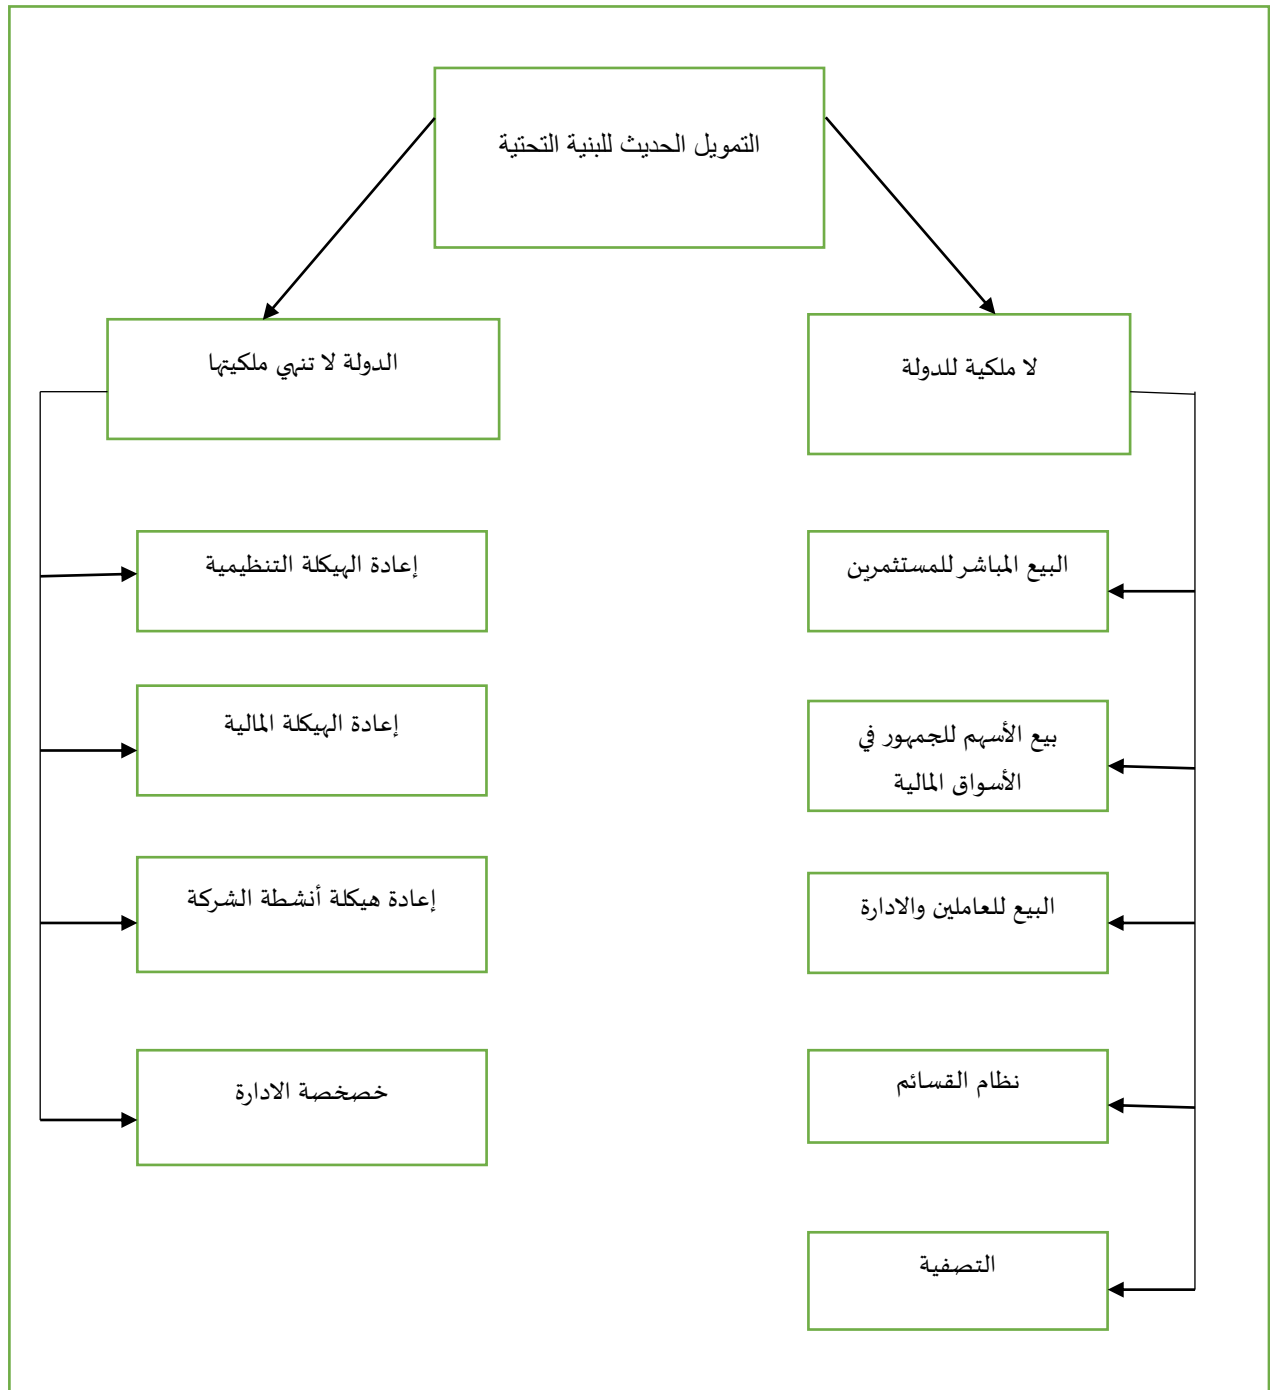 التمويل الحديث للبنية التحتية
لا ملكية للدولة
الدولة لا تنهي ملكيتها
البيع المباشر للمستثمرين
إعادة الهيكلة التنظيمية
بيع الأسهم للجمهور في
الأسواق المالية
إعادة الهيكلة المالية
البيع للعاملين والادارة
إعادة هيكلة أنشطة الشركة
نظام القسائم
خصخصة الادارة
التصفية